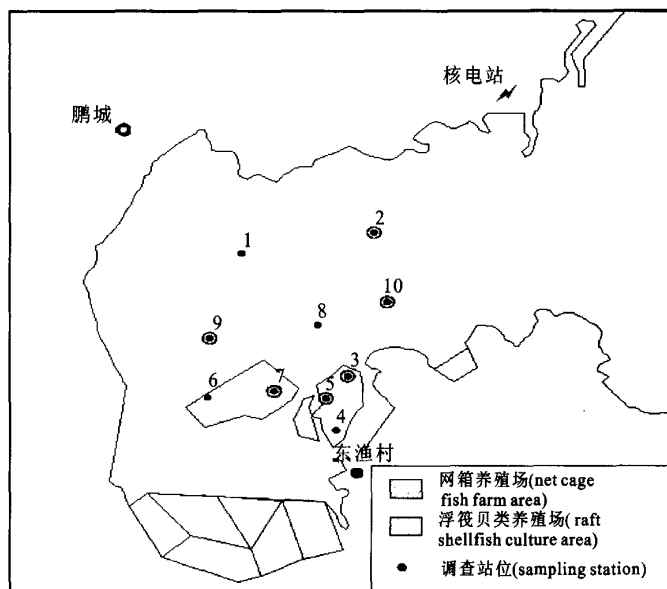 核电站
鹏城
2
1
10
8
9
3
7
5
6
4
东渔村
网箱养殖场(net cage
fish farm area)
浮筏贝类养殖场( raft
shellfish culture area)
调查站位(sampling station)